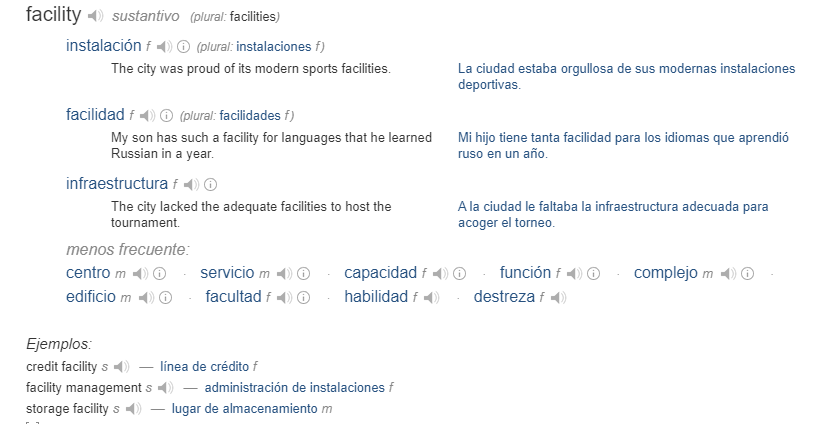 facility sustantivo (plural: facilities)
instalación f (plural: instalaciones f)
The city was proud of its modern sports facilities.
La ciudad estaba orgullosa de sus modernas instalaciones
deportivas.
facilidad f (plural: facilidades f)
My son has such a facility for languages that he learned
Russian in a year.
Mi hijo tiene tanta facilidad para los idiomas que aprendió
ruso en un año.
infraestructura f
The city lacked the adequate facilities to host the
tournament.
A la ciudad le faltaba la infraestructura adecuada para
acoger el torneo.
menos frecuente:
centro m · servicio m · capacidad f · función f · complejo m ·
edificio m · facultad f · habilidad f · destreza f
Ejemplos:
credit facility s — línea de crédito f
facility management s — administración de instalaciones f
storage facility s — lugar de almacenamiento m